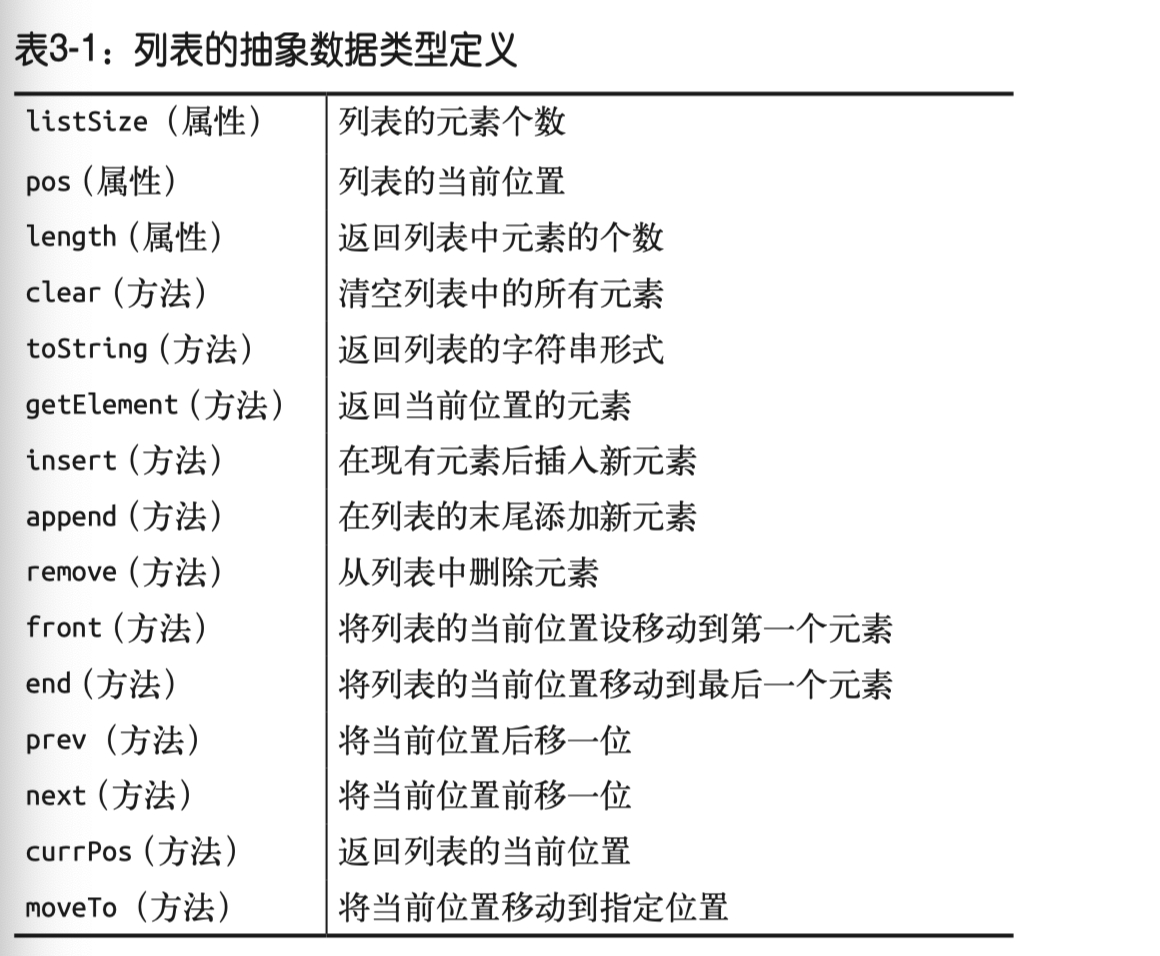 表3-1：列表的抽象数据类型定义
listSize（属性） 列表的元素个数
pos（属性） 列表的当前位置
length（属性） 返回列表中元素的个数
clear（方法） 清空列表中的所有元素
toString（方法） 返回列表的字符串形式
getElement（方法） 返回当前位置的元素
insert（方法） 在现有元素后插入新元素
append（方法） 在列表的末尾添加新元素
remove（方法） 从列表中删除元素
front（方法） 将列表的当前位置设移动到第一个元素
end（方法） 将列表的当前位置移动到最后一个元素
prev（方法） 将当前位置后移一位
next（方法） 将当前位置前移一位
currPos（方法） 返回列表的当前位置
moveTo（方法） 将当前位置移动到指定位置